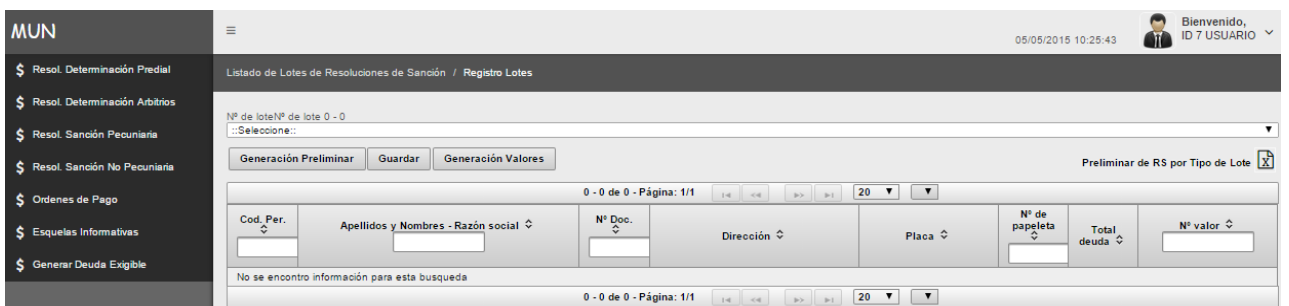 MUN
≡
05/05/2015 10:25:43
Bienvenido,
ID 7 USUARIO
$ Resol. Determinación Predial
$ Resol. Determinación Arbitrios
$ Resol. Sanción Pecuniaria
$ Resol. Sanción No Pecuniaria
$ Ordenes de Pago
$ Esquelas Informativas
$ Generar Deuda Exigible
Listado de Lotes de Resoluciones de Sanción / Registro Lotes
Nº de loteNº de lote 0 - 0
::Seleccione::
Generación Preliminar Guardar Generación Valores
Preliminar de RS por Tipo de Lote
0 - 0 de 0 - Página: 1/1 20
Cod. Per. Apellidos y Nombres - Razón social Nº Doc. Dirección Placa Nº de papeleta Total deuda Nº valor
No se encontro información para esta busqueda
0 - 0 de 0 - Página: 1/1 20